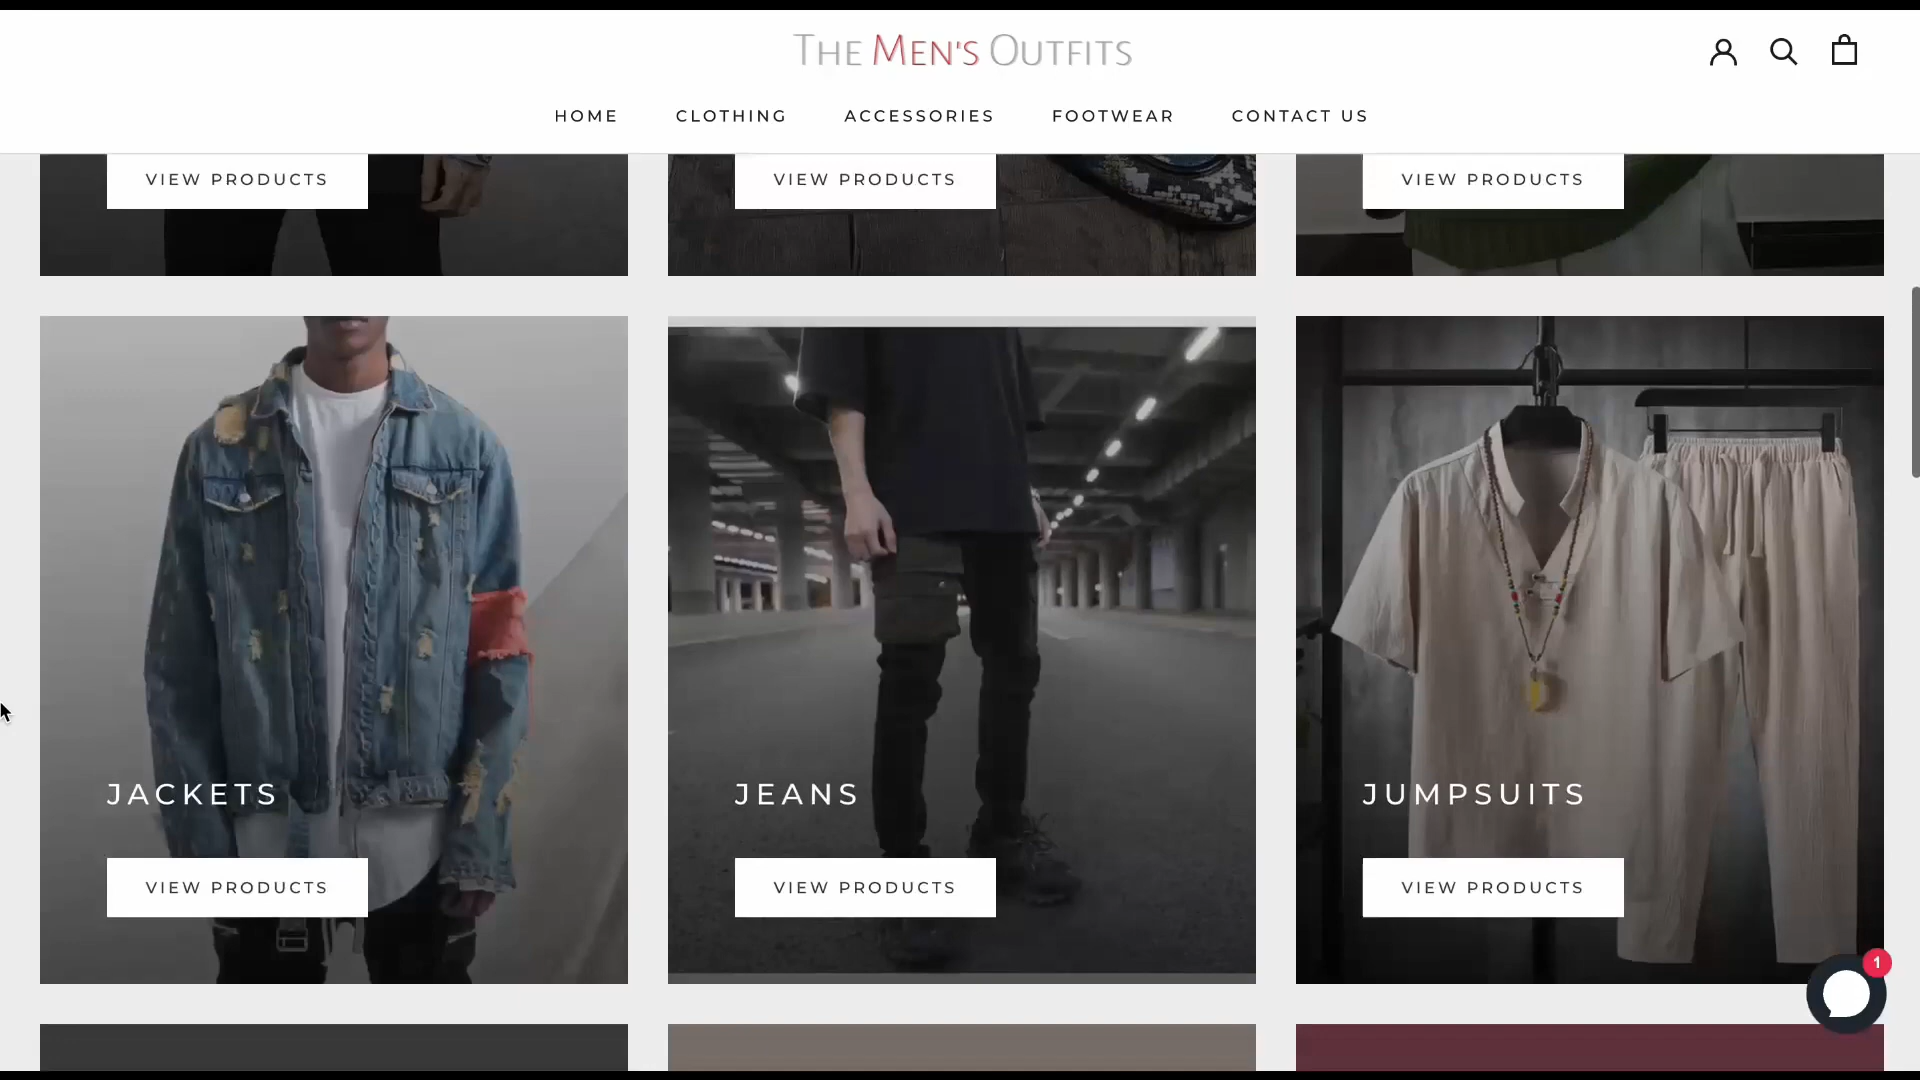 THE MEN'S OUTFITS
HOME CLOTHING ACCESSORIES FOOTWEAR CONTACT US
VIEW PRODUCTS VIEW PRODUCTS VIEW PRODUCTS
JACKETS JEANS JUMPSUITS
VIEW PRODUCTS VIEW PRODUCTS VIEW PRODUCTS
1